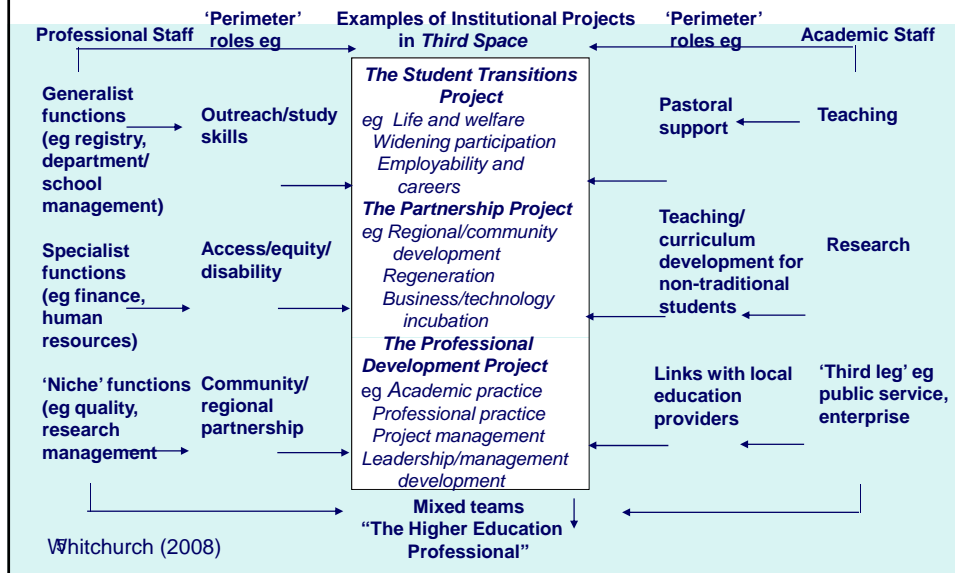 Professional Staff
‘Perimeter’
roles eg
Examples of Institutional Projects
in Third Space
‘Perimeter’
roles eg
Academic Staff
Generalist
functions
(eg registry,
department/
school
management)
Outreach/study
skills
Specialist
functions
(eg finance,
human
resources)
Access/equity/
disability
‘Niche’ functions
(eg quality,
research
management
Community/
regional
partnership
The Student Transitions
Project
eg Life and welfare
Widening participation
Employability and
careers
The Partnership Project
eg Regional/community
development
Regeneration
Business/technology
incubation
The Professional
Development Project
eg Academic practice
Professional practice
Project management
Leadership/management
development
Pastoral
support
Teaching
Teaching/
curriculum
development for
non-traditional
students
Research
Links with local
education
providers
‘Third leg’ eg
public service,
enterprise
Mixed teams
“The Higher Education
Professional”
Whitchurch (2008)